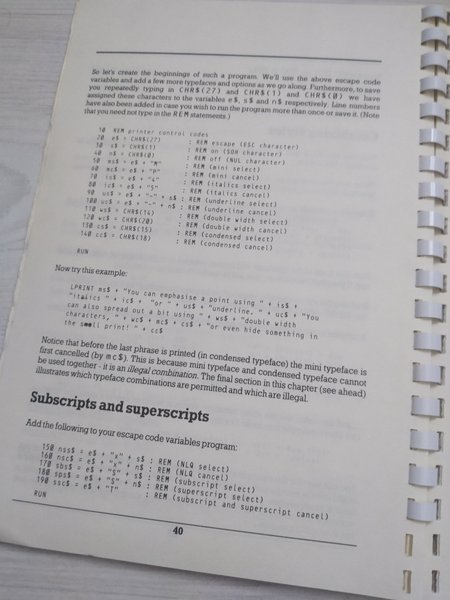 So let's create the beginnings of such a program. We'll use the above escape code
variables and add a few more typefaces and options as we go along. Furthermore, to save
you repeatedly typing in CHR$(27) and CHR$(1) and CHR$(0) we have
assigned these characters to the variables e$, s$ and n$ respectively. Line numbers
have also been added in case you wish to run the program more than once or save it. (Note
that you need not type in the REM statements.)
10 REM printer control codes
20 e$ = CHR$(27) : REM escape (ESC character)
30 s$ = CHR$(1) : REM on (SOH character)
40 n$ = CHR$(0) : REM off (NUL character)
50 ms$ = e$ + "M" : REM (mini select)
60 mc$ = e$ + "P" : REM (mini cancel)
70 is$ = e$ + "4" : REM (italics select)
80 ic$ = e$ + "5" : REM (italics cancel)
90 us$ = e$ + "-" + s$ : REM (underline select)
100 uc$ = e$ + "-" + n$ : REM (underline cancel)
110 ws$ = CHR$(14) : REM (double width select)
120 wc$ = CHR$(20) : REM (double width cancel)
130 cs$ = CHR$(15) : REM (condensed select)
140 cc$ = CHR$(18) : REM (condensed cancel)
RUN
Now try this example:
LPRINT ms$ + "You can emphasise a point using " + is$ +
"italics " + ic$ + "or " + us$ + "underline, " + uc$ + "You
can also spread out a bit using " + ws$ + "double width
characters, " + wc$ + mc$ + cs$ + "or even hide something in
the small print! " + cc$
Notice that before the last phrase is printed (in condensed typeface) the mini typeface is
first cancelled (by mc$). This is because mini typeface and condensed typeface cannot
be used together - it is an illegal combination. The final section in this chapter (see ahead)
illustrates which typeface combinations are permitted and which are illegal.
Subscripts and superscripts
Add the following to your escape code variables program:
150 nss$ = e$ + "x" + s$ : REM (NLQ select)
160 nsc$ = e$ + "x" + n$ : REM (NLQ cancel)
170 sbs$ = e$ + "S" + s$ : REM (subscript select)
180 sps$ = e$ + "S" + n$ : REM (superscript select)
190 ssc$ = e$ + "T" : REM (subscript and superscript cancel)
RUN
40